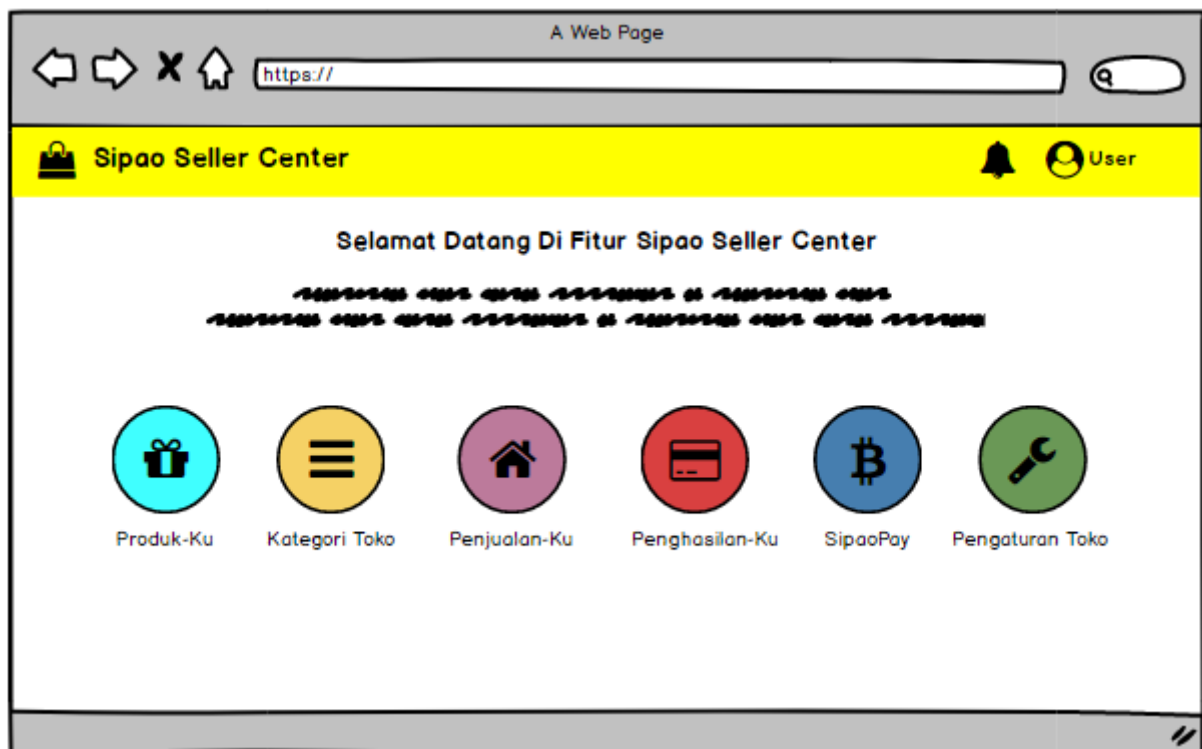 A Web Page
https://
Sipao Seller Center
User
Selamat Datang Di Fitur Sipao Seller Center
Produk-Ku
Kategori Toko
Penjualan-Ku
Penghasilan-Ku
SipaoPay
Pengaturan Toko